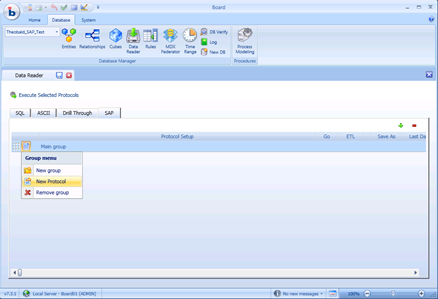 Board
Home Database System
Theobald_SAP_Test
Entities Relationships Cubes Data Reader Rules MDX Federator Time Range DB Verify Log New DB Process Modeling
Database Manager Procedures
Data Reader
Execute Selected Protocols
SQL ASCII Drill Through SAP
Protocol Setup Go ETL Save As Last Da
Main group
Group menu
New group
New Protocol
Remove group
v7.2.1 Local Server - Board01 (ADMIN) No new messages 100%